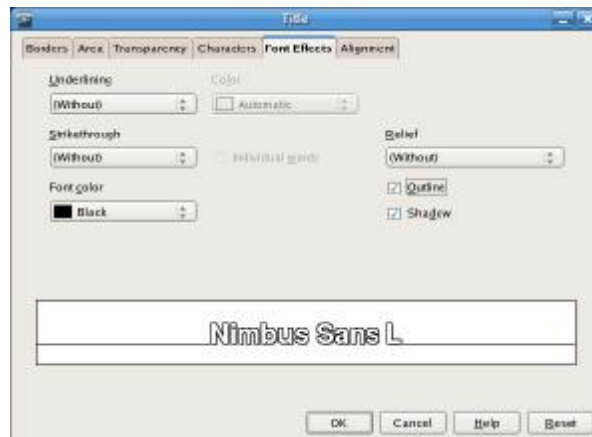 Title
Borders Area Transparency Characters Font Effects Alignment
Underlining Color
(Without) Automatic
Strikethrough Relief
(Without) Individual words (Without)
Font color Outline
Black Shadow
Nimbus Sans L
OK Cancel Help Reset